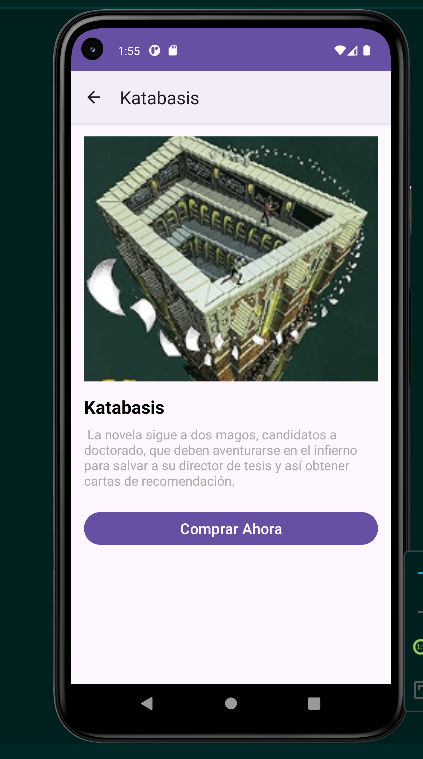 1:55
Katabasis
Katabasis
La novela sigue a dos magos, candidatos a
doctorado, que deben aventurarse en el infierno
para salvar a su director de tesis y así obtener
cartas de recomendación.
Comprar Ahora